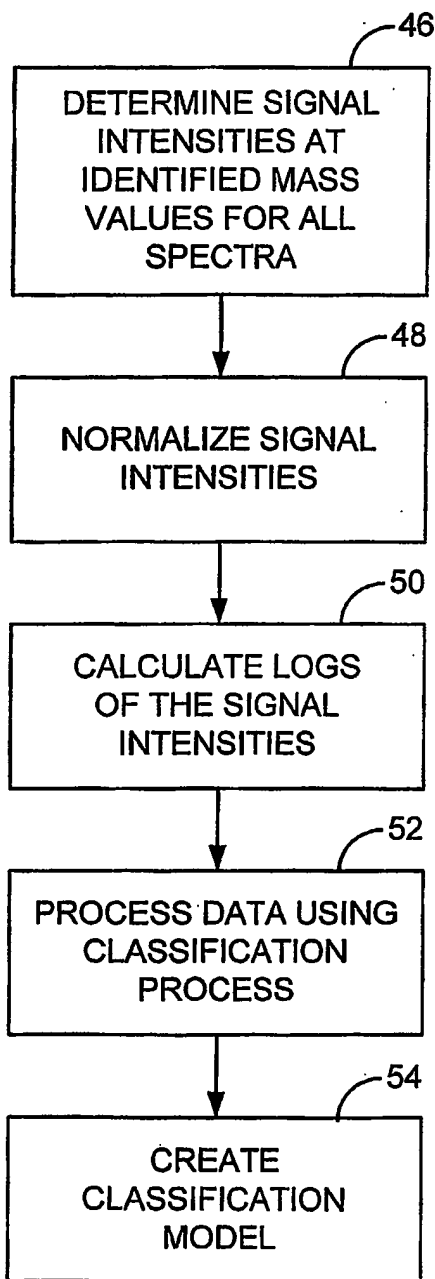 46
DETERMINE SIGNAL
INTENSITIES AT
IDENTIFIED MASS
VALUES FOR ALL
SPECTRA
48
NORMALIZE SIGNAL
INTENSITIES
50
CALCULATE LOGS
OF THE SIGNAL
INTENSITIES
52
PROCESS DATA USING
CLASSIFICATION
PROCESS
54
CREATE
CLASSIFICATION
MODEL